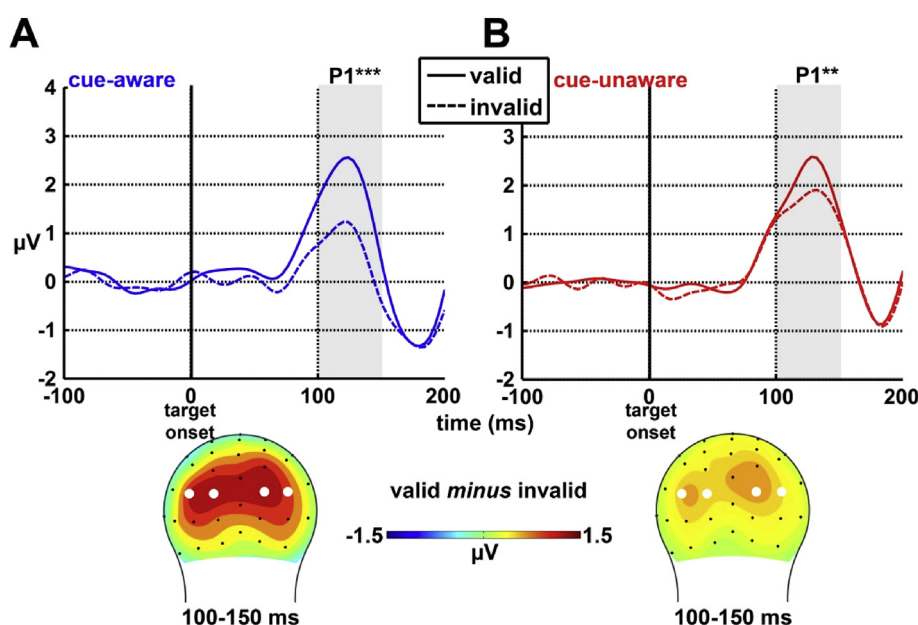 A
B
cue-aware
P1***
valid
invalid
cue-unaware
P1**
4
3
2
1
0
-1
-2
µV
3
2
1
0
-1
-2
-100
0
100
200
-100
0
100
200
target
onset
time (ms)
target
onset
valid minus invalid
-1.5
1.5
µV
100-150 ms
100-150 ms